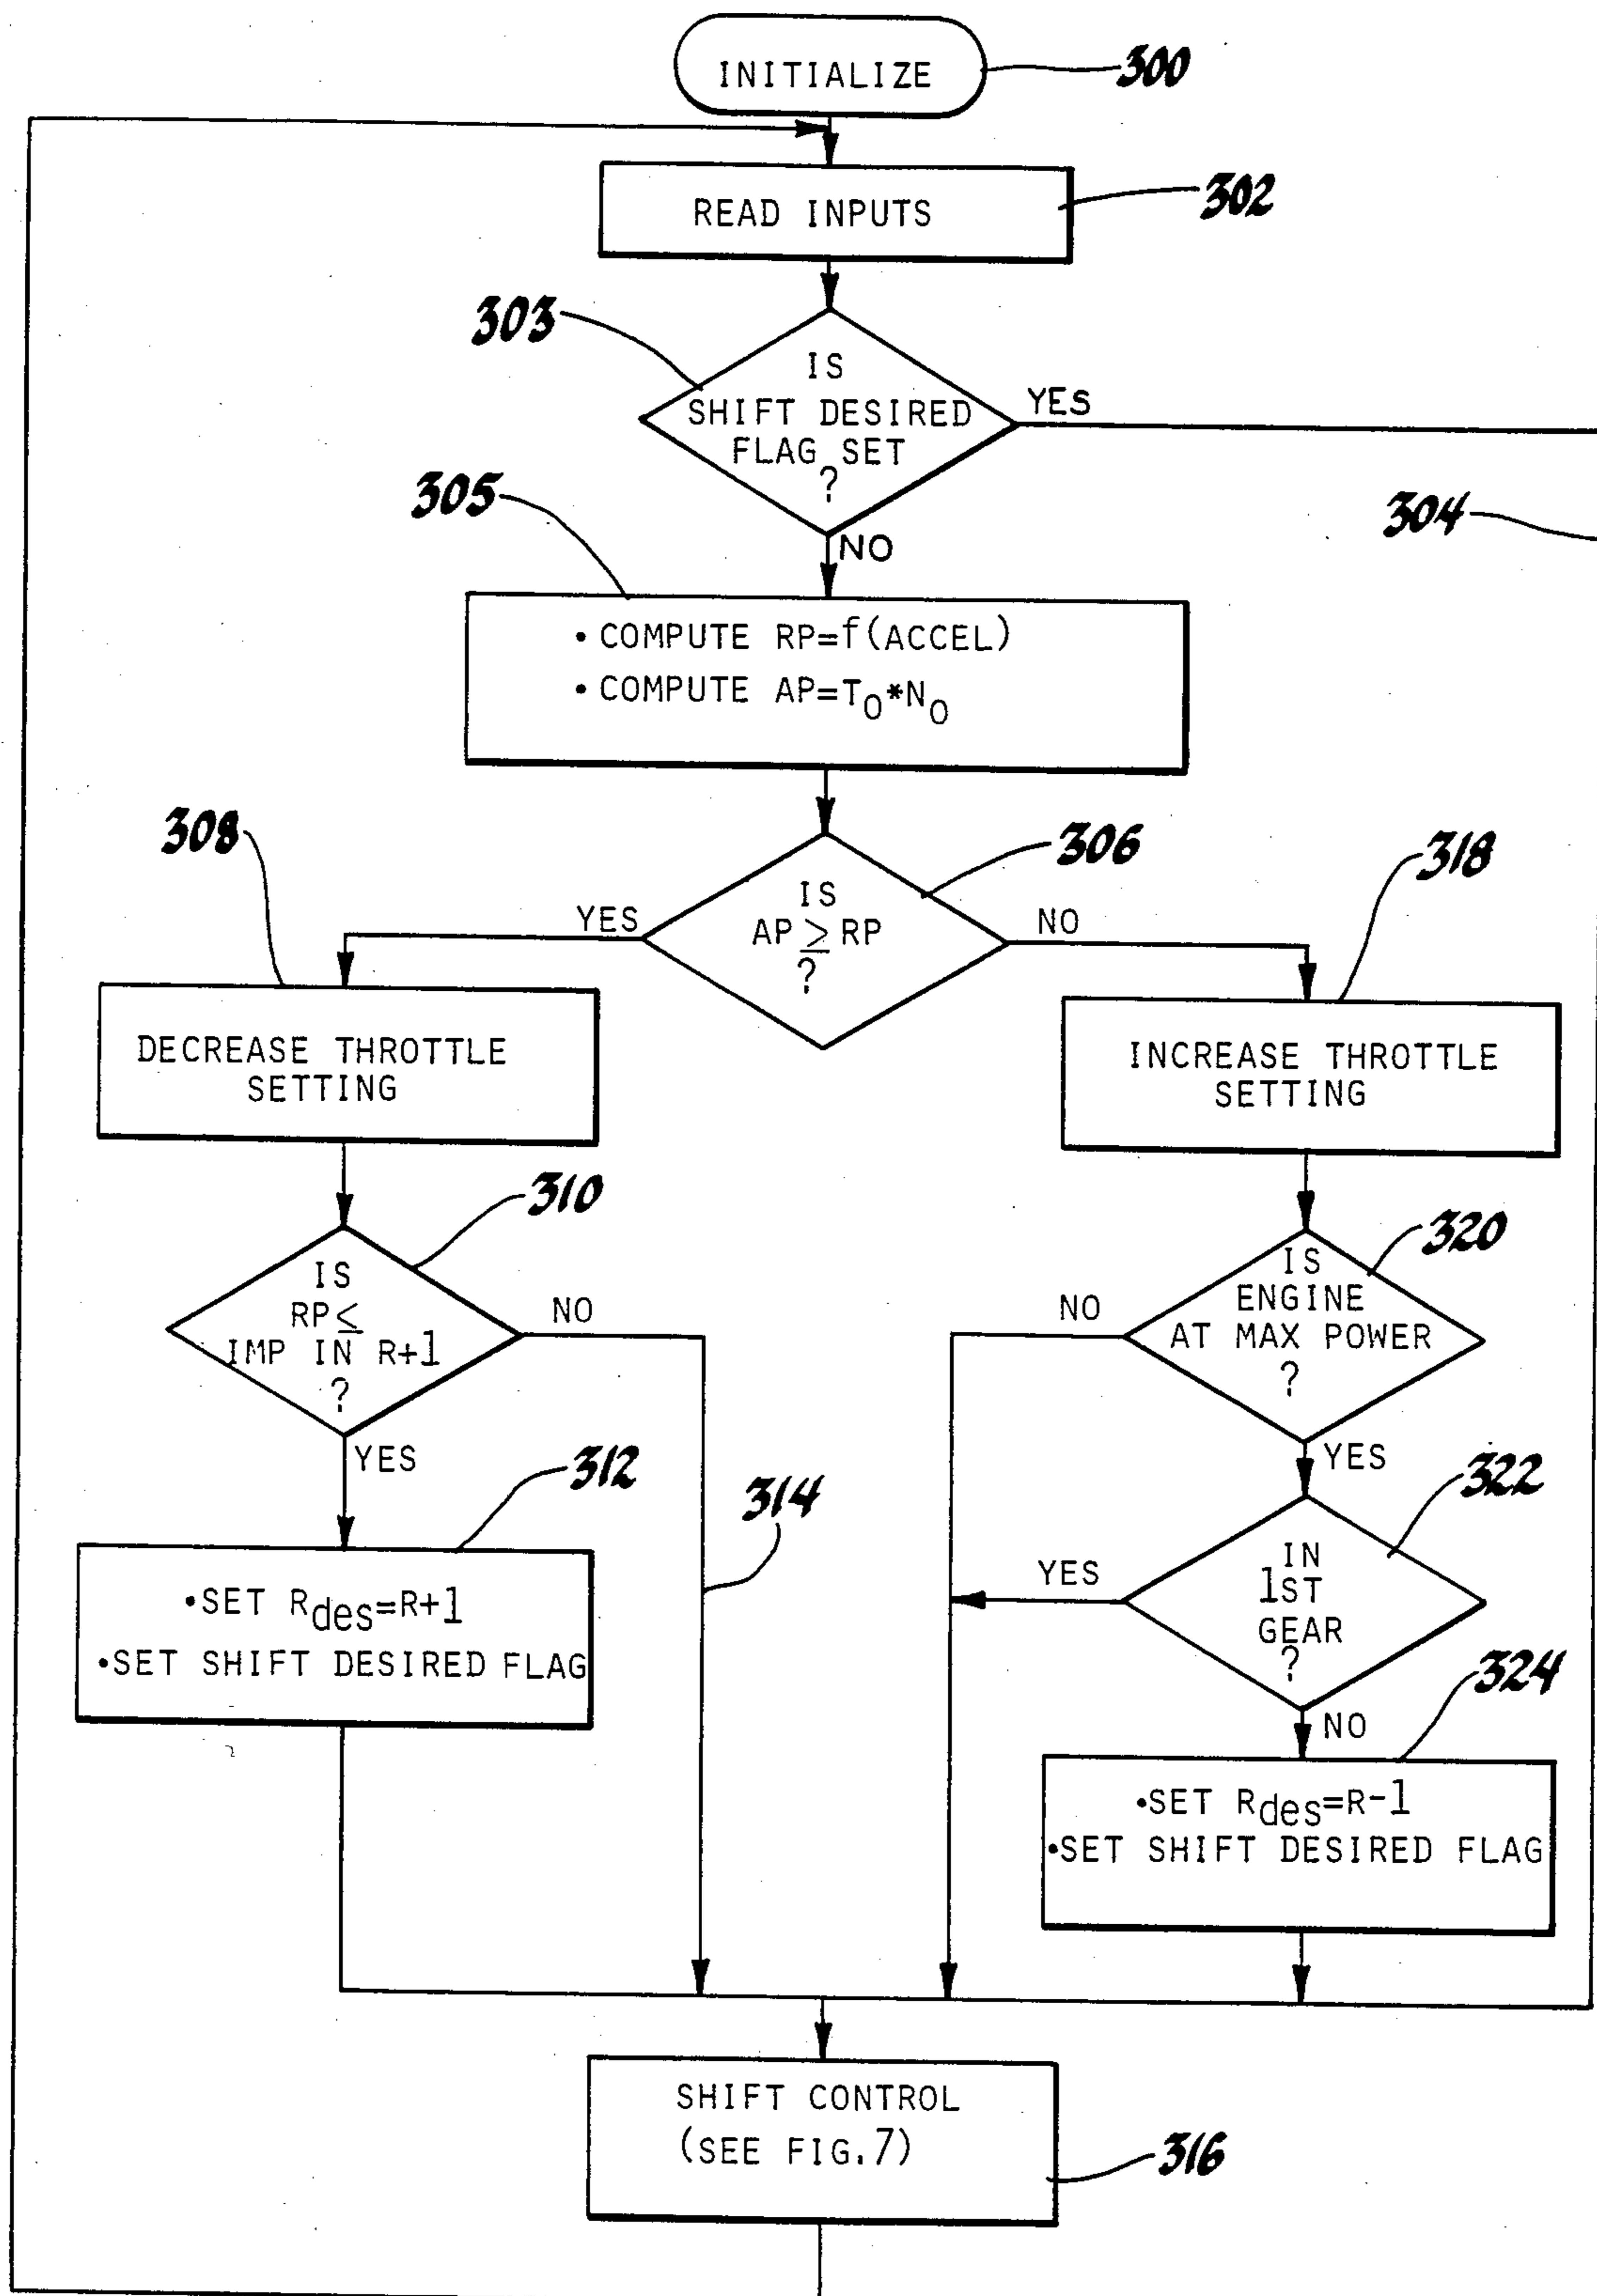 INITIALIZE
300
READ INPUTS
302
303
IS
SHIFT DESIRED
FLAG SET
?
YES
304
305
NO
• COMPUTE RP=f(ACCEL)
• COMPUTE AP=T₀*N₀
308
306
318
YES
IS
AP ≥ RP
?
NO
DECREASE THROTTLE
SETTING
INCREASE THROTTLE
SETTING
310
320
IS
RP≤
IMP IN R+1
?
NO
NO
IS
ENGINE
AT MAX POWER
?
YES
312
314
YES
322
•SET Rdes=R+1
•SET SHIFT DESIRED FLAG
YES
IN
1ST
GEAR
?
324
NO
•SET Rdes=R-1
•SET SHIFT DESIRED FLAG
SHIFT CONTROL
(SEE FIG.7)
316